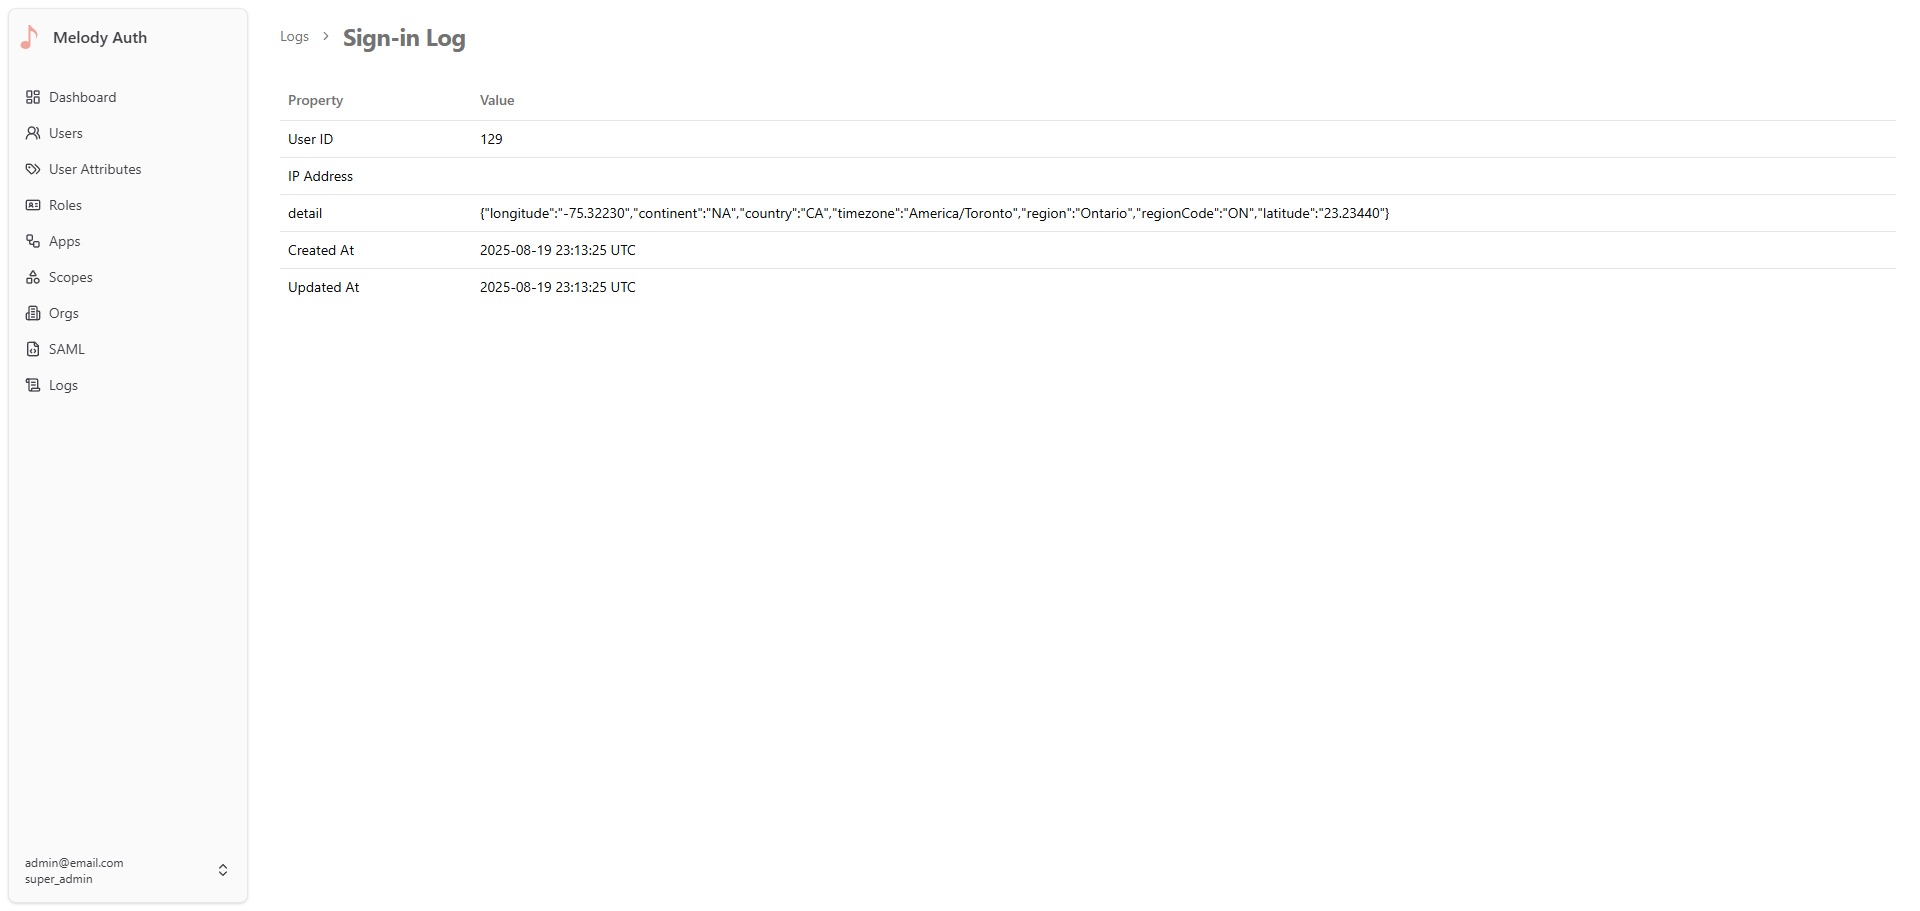 Melody Auth
Dashboard
Users
User Attributes
Roles
Apps
Scopes
Orgs
SAML
Logs
admin@email.com
super_admin
Logs > Sign-in Log
Property Value
User ID 129
IP Address
detail {"longitude":"-75.32230","continent":"NA","country":"CA","timezone":"America/Toronto","region":"Ontario","regionCode":"ON","latitude":"23.23440"}
Created At 2025-08-19 23:13:25 UTC
Updated At 2025-08-19 23:13:25 UTC